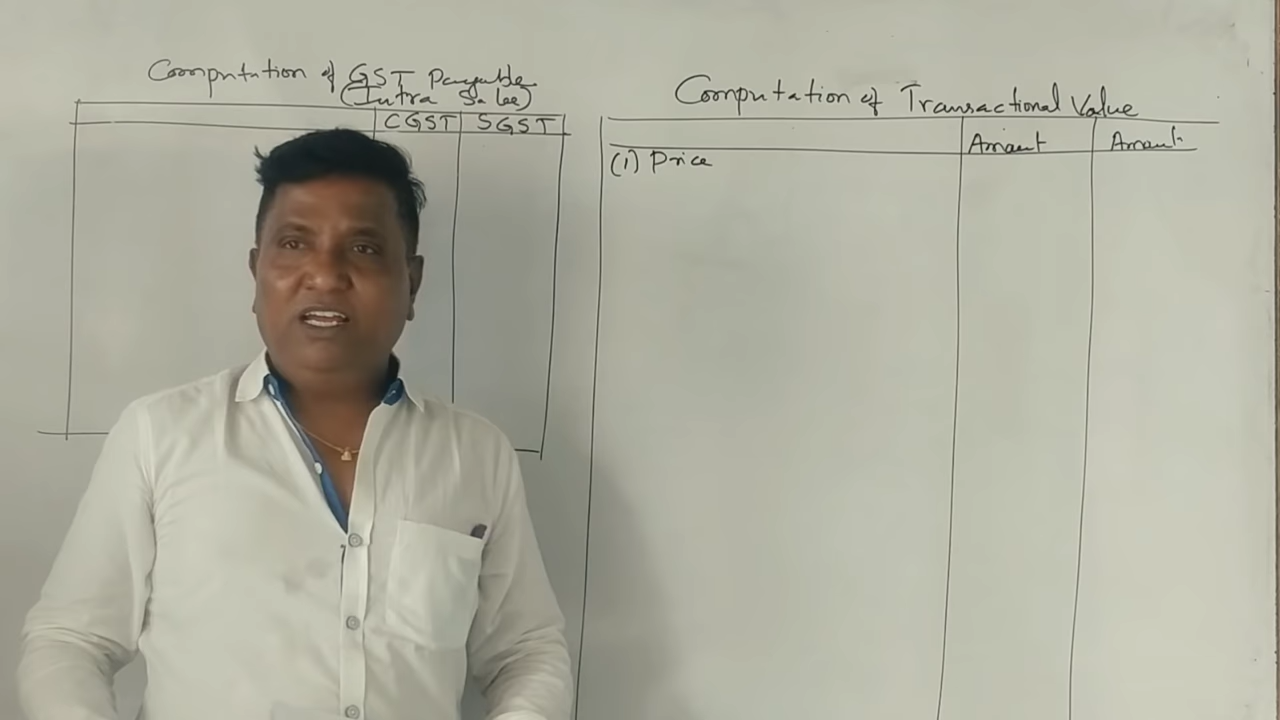 Computation of GST Payable
(Intra Sales)
CGST SGST
Computation of Transactional Value
Amount Amount
(1) Price